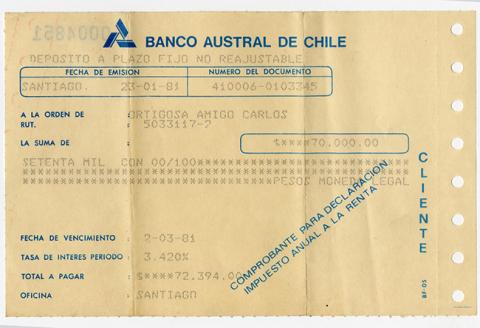 0004851
BANCO AUSTRAL DE CHILE
DEPOSITO A PLAZO FIJO NO REAJUSTABLE
FECHA DE EMISION NUMERO DEL DOCUMENTO
SANTIAGO. 23-01-81 410006-0103345
A LA ORDEN DE :ORTIGOSA AMIGO CARLOS
RUT. : 5033117-2
LA SUMA DE $****70.000.00
SETENTA MIL CON 00/100*********************
*******************************PESOS MONEDA LEGAL
COMPROBANTE PARA DECLARACION
IMPUESTO ANUAL A LA RENTA
CLIENTE
FECHA DE VENCIMIENTO : 2-03-81
TASA DE INTERES PERIODO : 3.420%
TOTAL A PAGAR : $****72.394.00
OFICINA : SANTIAGO
BF-05